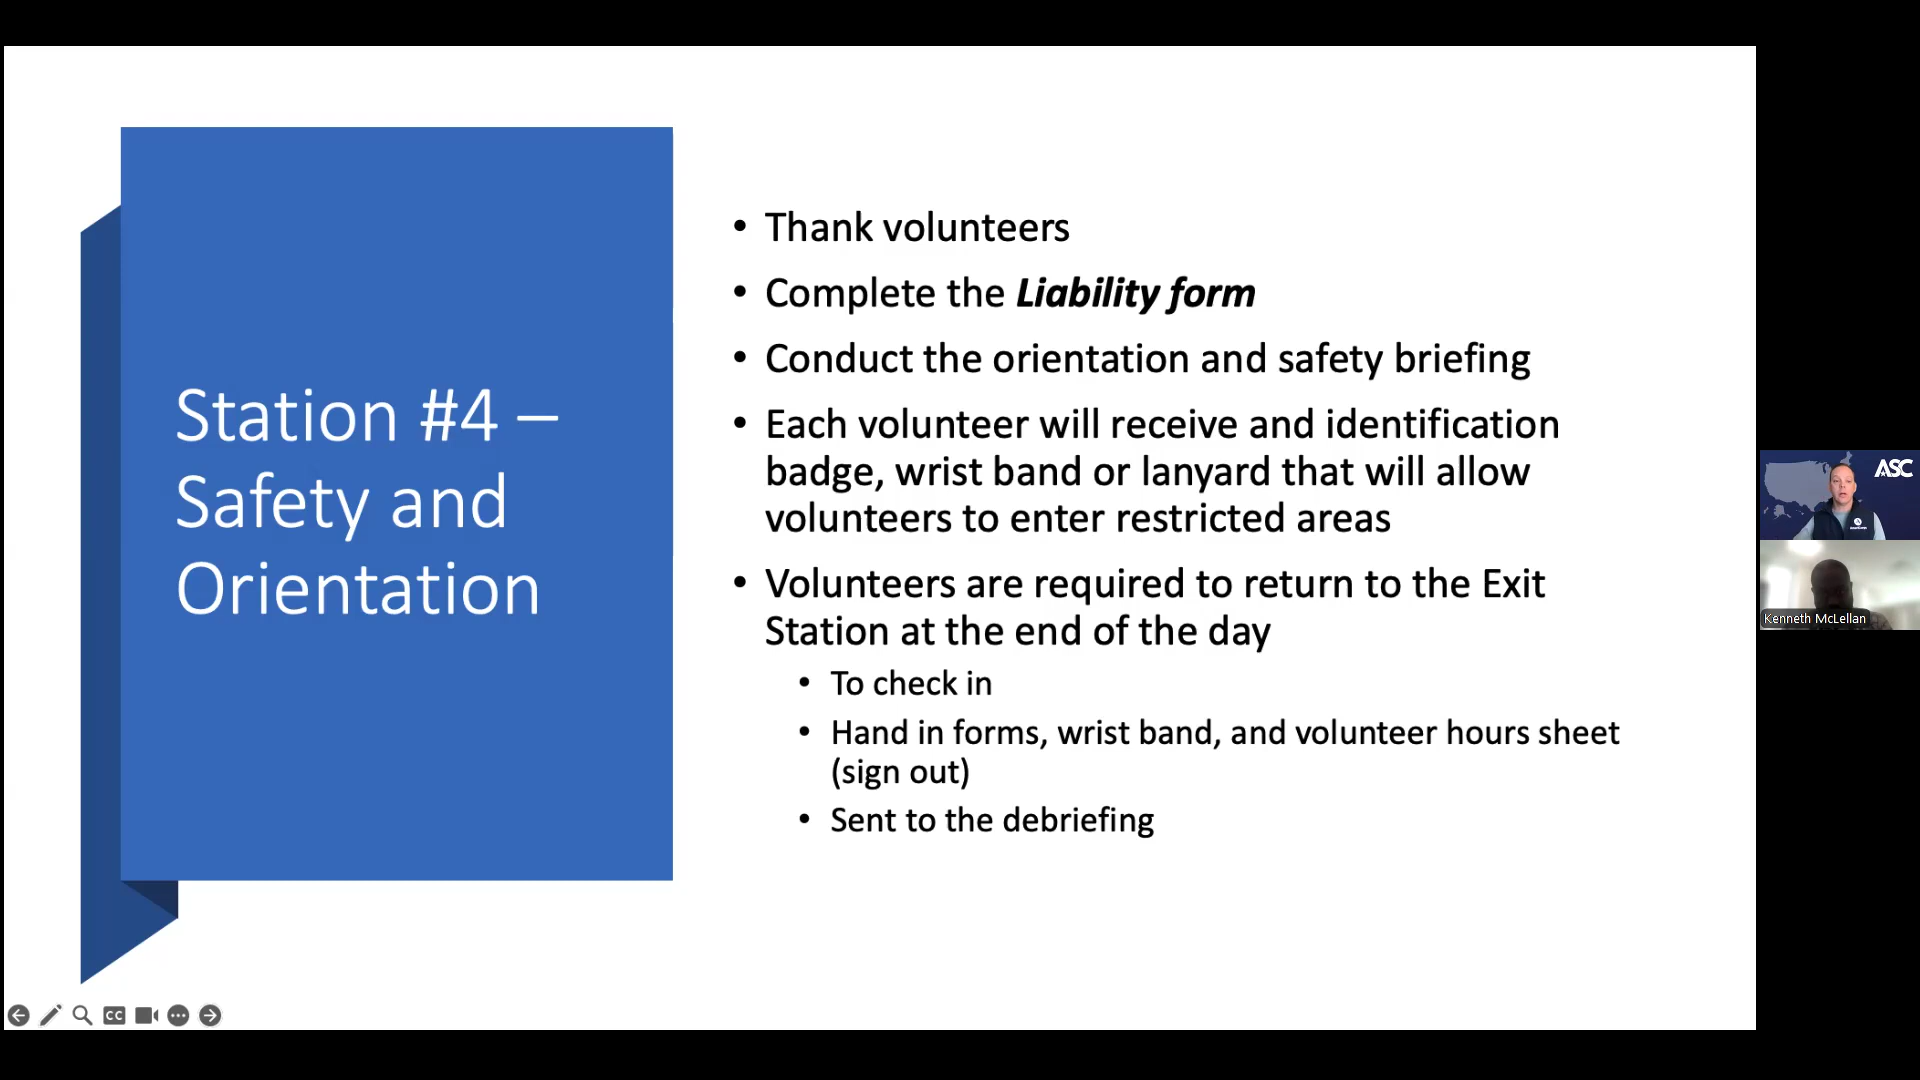 Station #4 –
Safety and
Orientation
• Thank volunteers
• Complete the Liability form
• Conduct the orientation and safety briefing
• Each volunteer will receive and identification
badge, wrist band or lanyard that will allow
volunteers to enter restricted areas
• Volunteers are required to return to the Exit
Station at the end of the day
• To check in
• Hand in forms, wrist band, and volunteer hours sheet
(sign out)
• Sent to the debriefing
ASC
Kenneth McLellan
CC